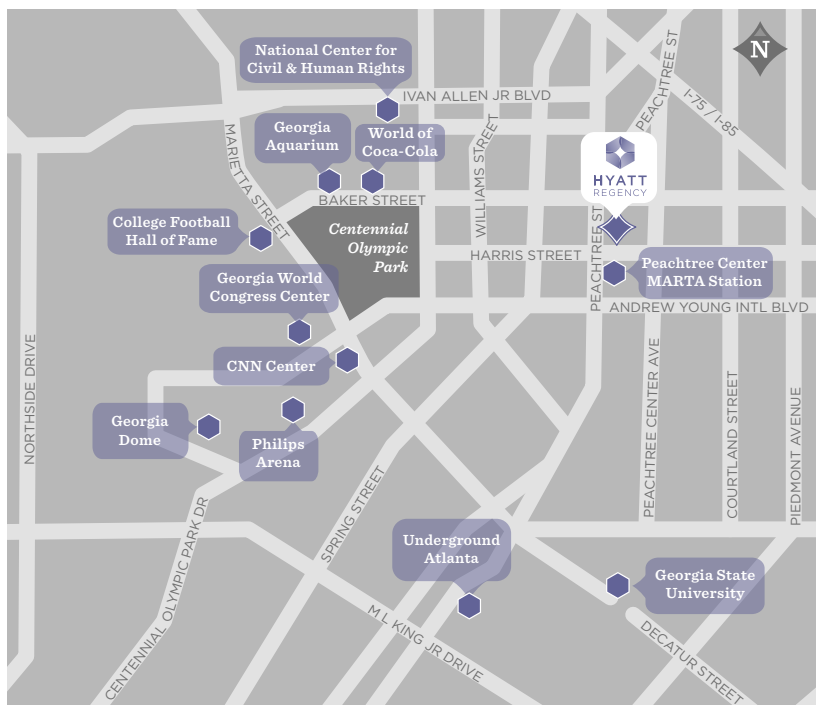 National Center for
Civil & Human Rights
N
IVAN ALLEN JR BLVD
PEACHTREE ST
I-75 / I-85
Georgia
Aquarium
World of
Coca-Cola
MARIETTA STREET
WILLIAMS STREET
HYATT
REGENCY
BAKER STREET
College Football
Hall of Fame
Centennial
Olympic
Park
PEACHTREE ST
HARRIS STREET
Peachtree Center
MARTA Station
Georgia World
Congress Center
ANDREW YOUNG INTL BLVD
CNN Center
NORTHSIDE DRIVE
Georgia
Dome
Philips
Arena
PEACHTREE CENTER AVE
COURTLAND STREET
PIEDMONT AVENUE
SPRING STREET
CENTENNIAL OLYMPIC PARK DR
Underground
Atlanta
Georgia State
University
M L KING JR DRIVE
DECATUR STREET